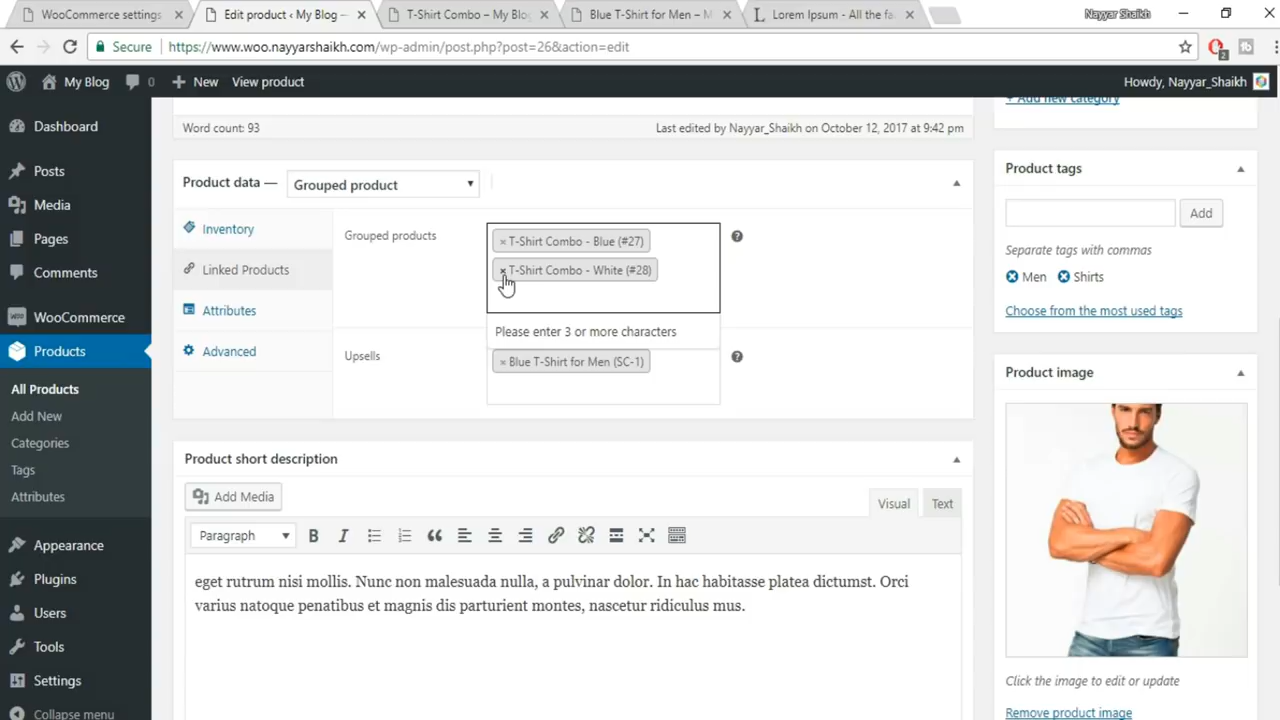 WooCommerce settings
Edit product ‹ My Blog —
T-Shirt Combo – My Blo
Blue T-Shirt for Men – M
Lorem Ipsum - All the fa
Nayyar Shaikh
Secure
https://www.woo.nayyarshaikh.com/wp-admin/post.php?post=26&action=edit
2
My Blog
0
New
View product
Howdy, Nayyar_Shaikh
Dashboard
Posts
Media
Pages
Comments
WooCommerce
Products
All Products
Add New
Categories
Tags
Attributes
Appearance
Plugins
Users
Tools
Settings
Collapse menu
Word count: 93
Last edited by Nayyar_Shaikh on October 12, 2017 at 9:42 pm
Product data —
Grouped product
Inventory
Linked Products
Attributes
Advanced
Grouped products
× T-Shirt Combo - Blue (#27)
× T-Shirt Combo - White (#28)
Please enter 3 or more characters
Upsells
× Blue T-Shirt for Men (SC-1)
Product short description
Add Media
Visual
Text
Paragraph
eget rutrum nisi mollis. Nunc non malesuada nulla, a pulvinar dolor. In hac habitasse platea dictumst. Orci
varius natoque penatibus et magnis dis parturient montes, nascetur ridiculus mus.
+ Add new category
Product tags
Add
Separate tags with commas
Men
Shirts
Choose from the most used tags
Product image
Click the image to edit or update
Remove product image